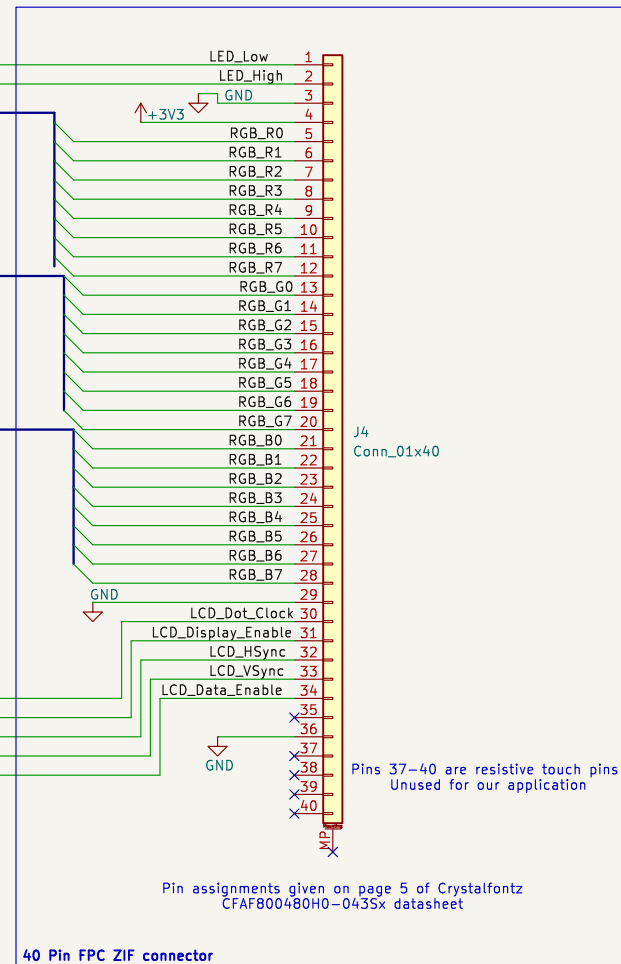 LED_Low 1
LED_High 2
GND 3
+3V3 4
RGB_R0 5
RGB_R1 6
RGB_R2 7
RGB_R3 8
RGB_R4 9
RGB_R5 10
RGB_R6 11
RGB_R7 12
RGB_G0 13
RGB_G1 14
RGB_G2 15
RGB_G3 16
RGB_G4 17
RGB_G5 18
RGB_G6 19
RGB_G7 20
RGB_B0 21
RGB_B1 22
RGB_B2 23
RGB_B3 24
RGB_B4 25
RGB_B5 26
RGB_B6 27
RGB_B7 28
GND 29
LCD_Dot_Clock 30
LCD_Display_Enable 31
LCD_HSync 32
LCD_VSync 33
LCD_Data_Enable 34
35
36
GND
37
38
39
40
MP
J4
Conn_01x40
Pins 37-40 are resistive touch pins
Unused for our application
Pin assignments given on page 5 of Crystalfontz
CFAF800480H0-043Sx datasheet
40 Pin FPC ZIF connector